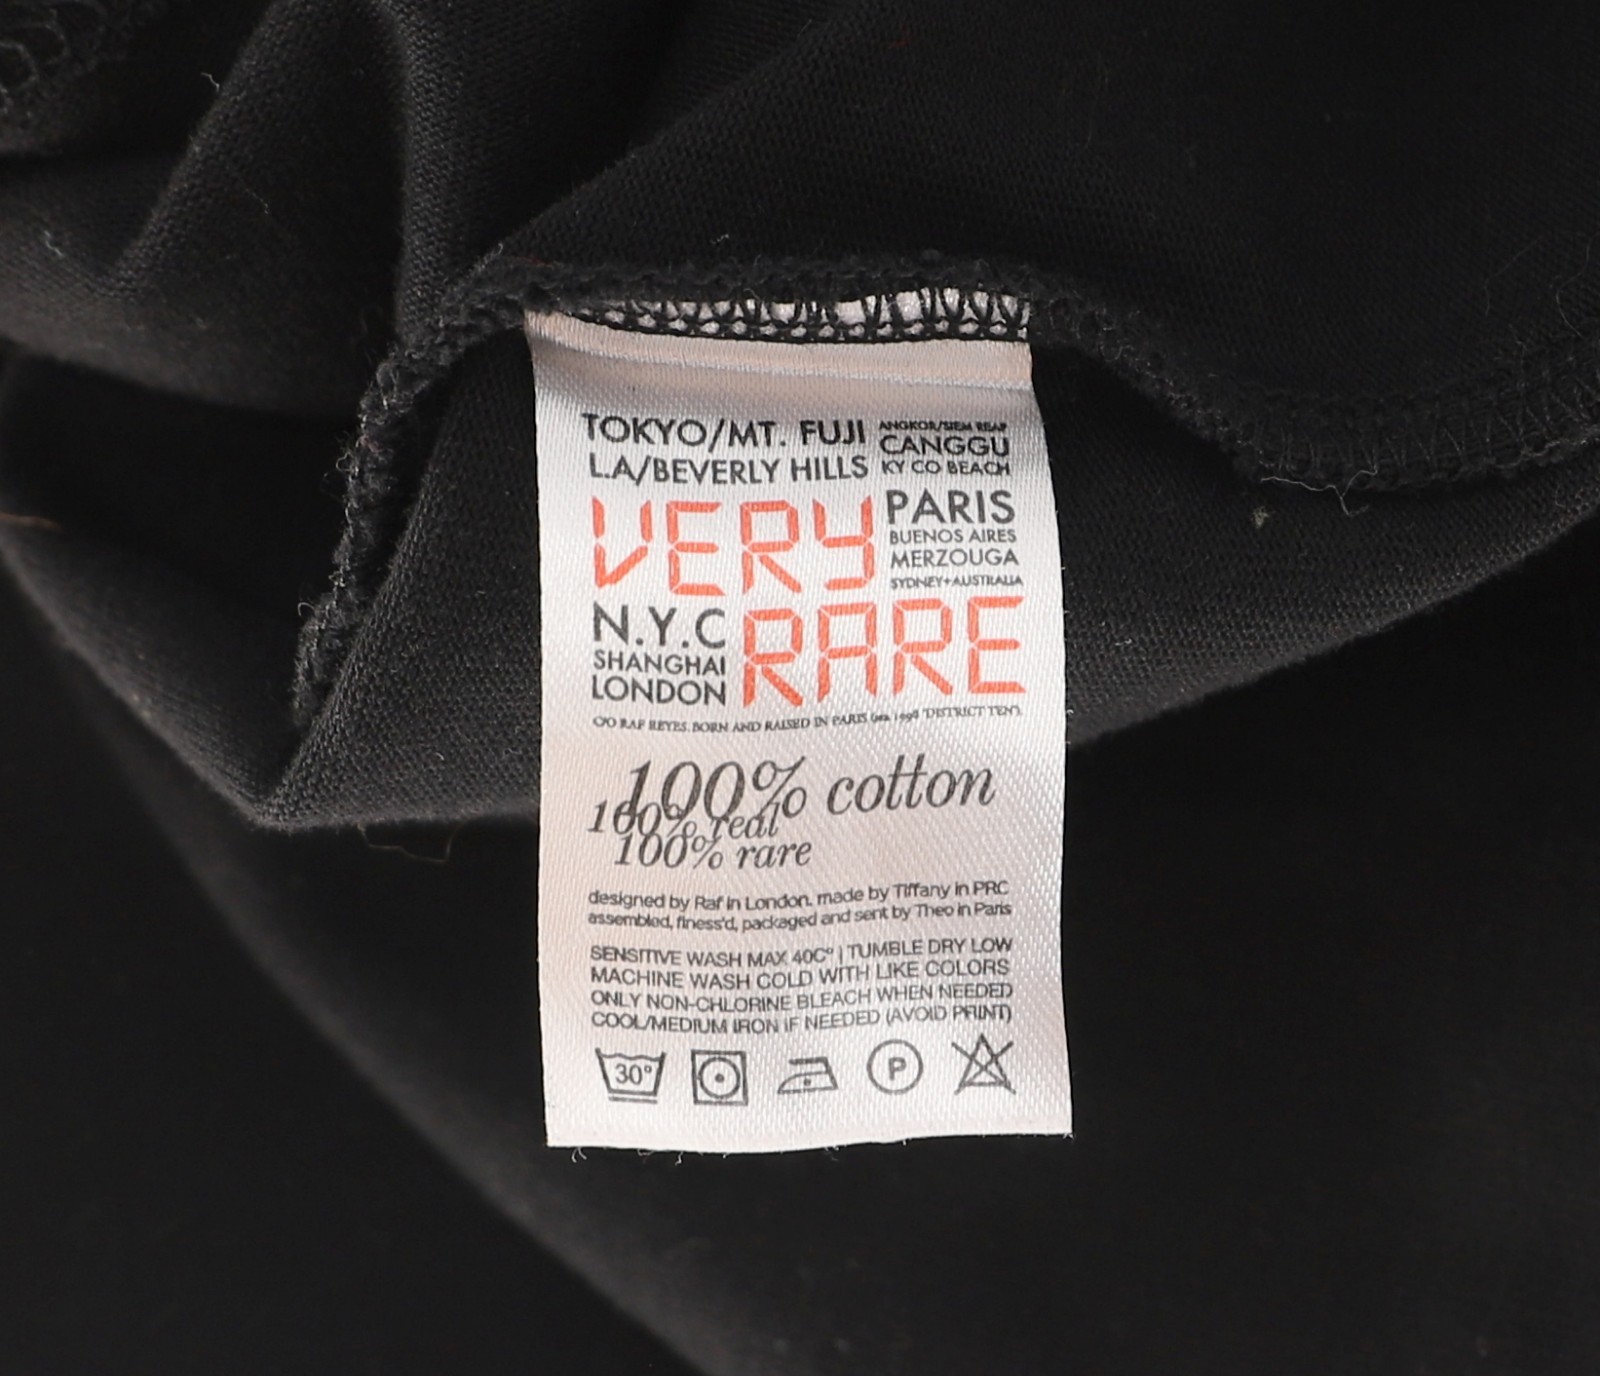 TOKYO/MT. FUJI
L.A/BEVERLY HILLS
ANGKOR/SIEM REAP
CANGGU
KY CO BEACH
VERY
PARIS
BUENOS AIRES
MERZOUGA
SYDNEY+AUSTRALIA
N.Y.C
SHANGHAI
LONDON
RARE
C/O RAF REYES. BORN AND RAISED IN PARIS 1998 "DISTRICT TEN".
100% cotton
100% real
100% rare
designed by Raf in London. made by Tiffany in PRC
assembled, finess'd, packaged and sent by Theo in Paris
SENSITIVE WASH MAX 40C° | TUMBLE DRY LOW
MACHINE WASH COLD WITH LIKE COLORS
ONLY NON-CHLORINE BLEACH WHEN NEEDED
COOL/MEDIUM IRON IF NEEDED (AVOID PRINT)
30° P